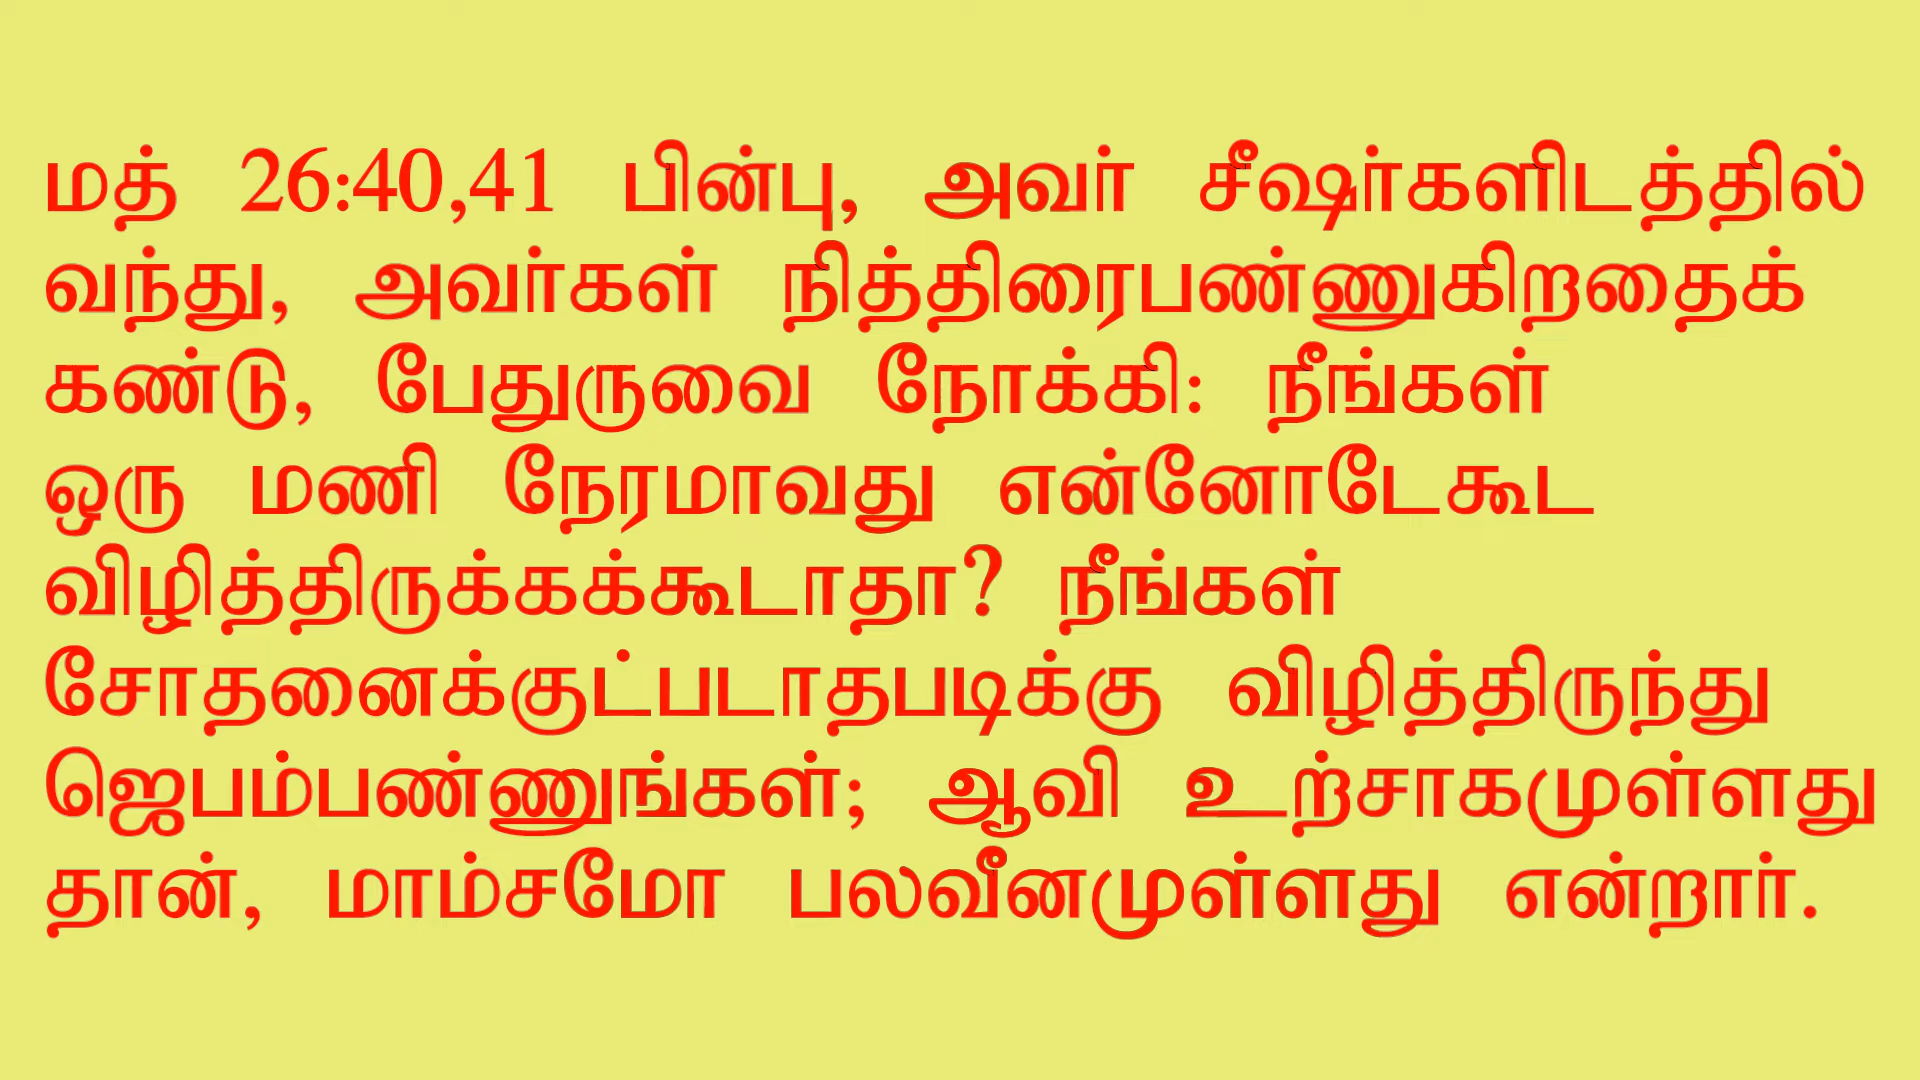 மத் 26:40,41 பின்பு, அவர் சீஷர்களிடத்தில்
வந்து, அவர்கள் நித்திரைபண்ணுகிறதைக்
கண்டு, பேதுருவை நோக்கி: நீங்கள்
ஒரு மணி நேரமாவது என்னோடேகூட
விழித்திருக்கக்கூடாதா? நீங்கள்
சோதனைக்குட்படாதபடிக்கு விழித்திருந்து
ஜெபம்பண்ணுங்கள்; ஆவி உற்சாகமுள்ளது
தான், மாம்சமோ பலவீனமுள்ளது என்றார்.